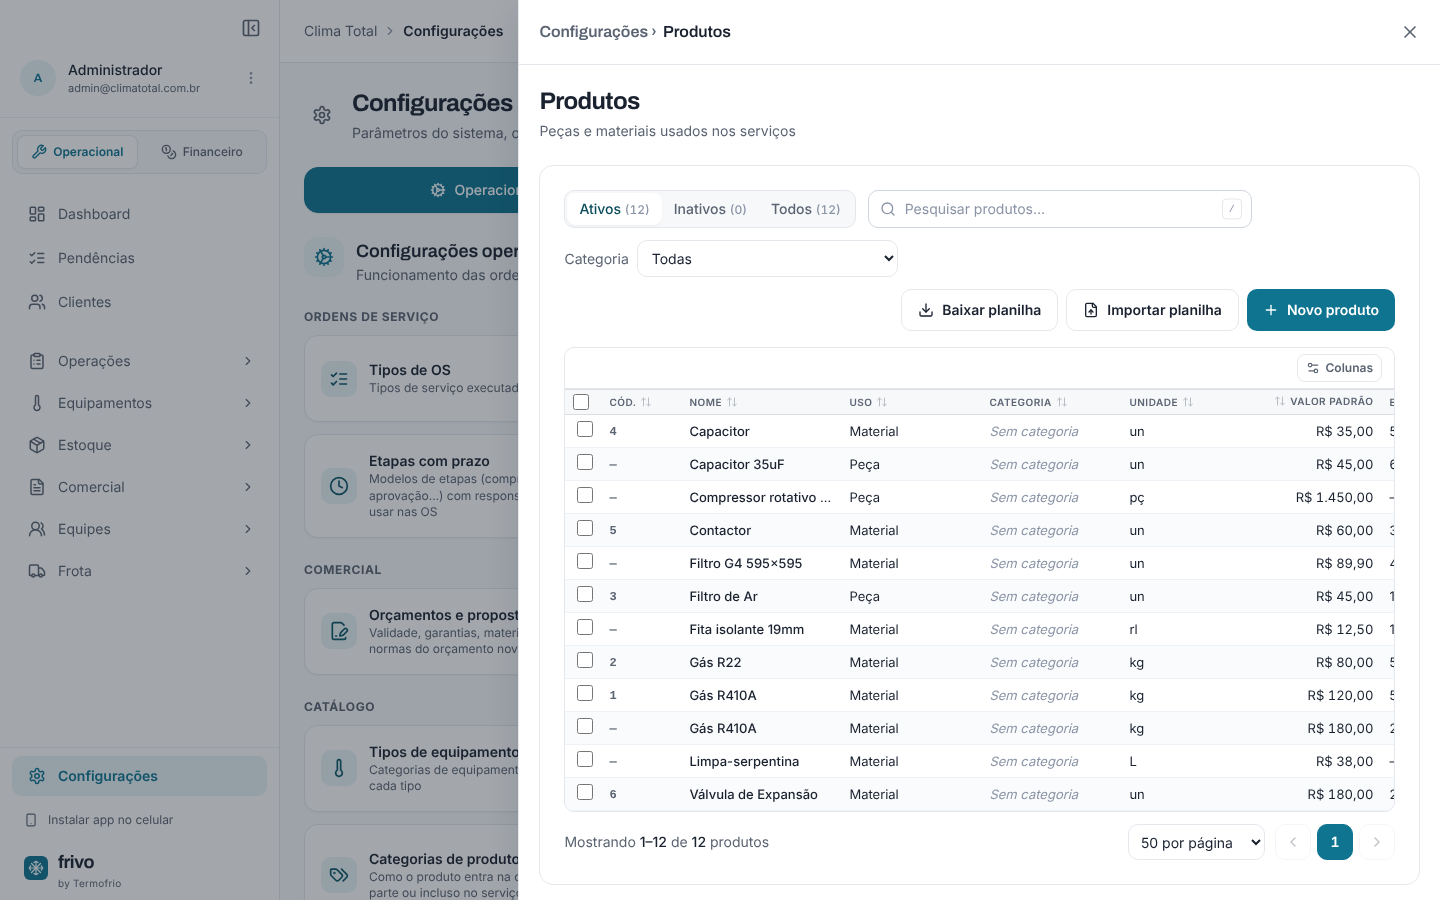 A
Administrador
admin@climatotal.com.br
Operacional
Financeiro
Dashboard
Pendências
Clientes
Operações
Equipamentos
Estoque
Comercial
Equipes
Frota
Configurações
Instalar app no celular
frivo
by Termofrio
Clima Total > Configurações
Configurações
Parâmetros do sistema, c
Operacion
Configurações oper
Funcionamento das orde
ORDENS DE SERVIÇO
Tipos de OS
Tipos de serviço executad
Etapas com prazo
Modelos de etapas (comp
aprovação...) com respons
usar nas OS
COMERCIAL
Orçamentos e propost
Validade, garantias, materi
normas do orçamento nov
CATÁLOGO
Tipos de equipamento
Categorias de equipament
cada tipo
Categorias de produto
Como o produto entra na o
parte ou incluso no serviço
Configurações › Produtos
Produtos
Peças e materiais usados nos serviços
Ativos (12) Inativos (0) Todos (12)
Pesquisar produtos... /
Categoria Todas
Baixar planilha Importar planilha + Novo produto
Colunas
CÓD. NOME USO CATEGORIA UNIDADE VALOR PADRÃO
4 Capacitor Material Sem categoria un R$ 35,00
– Capacitor 35uF Peça Sem categoria un R$ 45,00
– Compressor rotativo ... Peça Sem categoria pç R$ 1.450,00
5 Contactor Material Sem categoria un R$ 60,00
– Filtro G4 595×595 Material Sem categoria un R$ 89,90
3 Filtro de Ar Peça Sem categoria un R$ 45,00
– Fita isolante 19mm Material Sem categoria rl R$ 12,50
2 Gás R22 Material Sem categoria kg R$ 80,00
1 Gás R410A Material Sem categoria kg R$ 120,00
– Gás R410A Material Sem categoria kg R$ 180,00
– Limpa-serpentina Material Sem categoria L R$ 38,00
6 Válvula de Expansão Material Sem categoria un R$ 180,00
Mostrando 1–12 de 12 produtos
50 por página
1